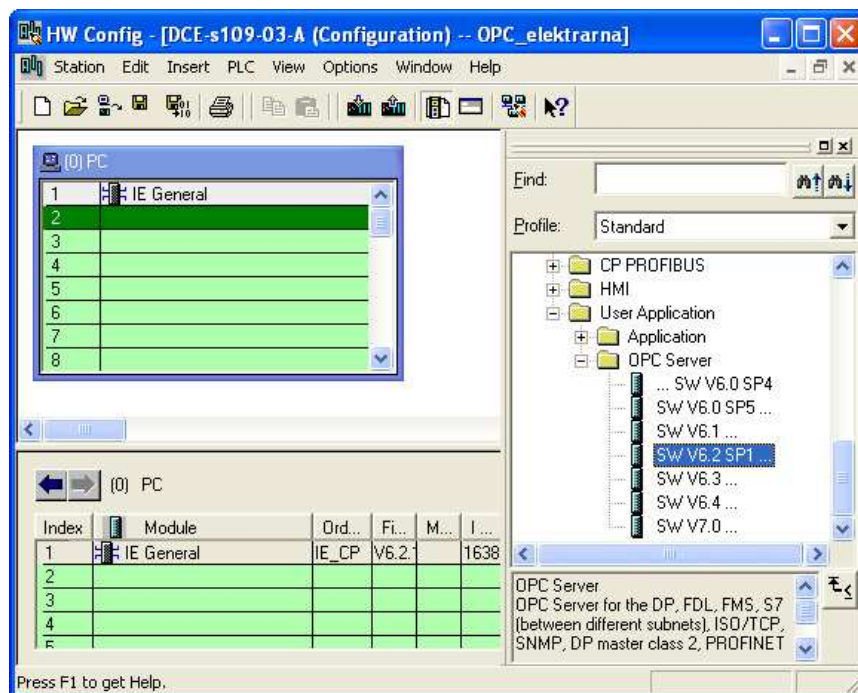 HW Config - [DCE-s109-03-A (Configuration) -- OPC_elektrarna]
Station Edit Insert PLC View Options Window Help
(0) PC
1 IE General
2
3
4
5
6
7
8
Find:
Profile: Standard
CP PROFIBUS
HMI
User Application
Application
OPC Server
... SW V6.0 SP4
SW V6.0 SP5 ...
SW V6.1 ...
SW V6.2 SP1 ...
SW V6.3 ...
SW V6.4 ...
SW V7.0 ...
(0) PC
Index Module Ord... Fi... M... I ...
1 IE General IE_CP V6.2. 1638
2
3
4
OPC Server
OPC Server for the DP, FDL, FMS, S7
(between different subnets), ISO/TCP,
SNMP, DP master class 2, PROFINET
Press F1 to get Help.